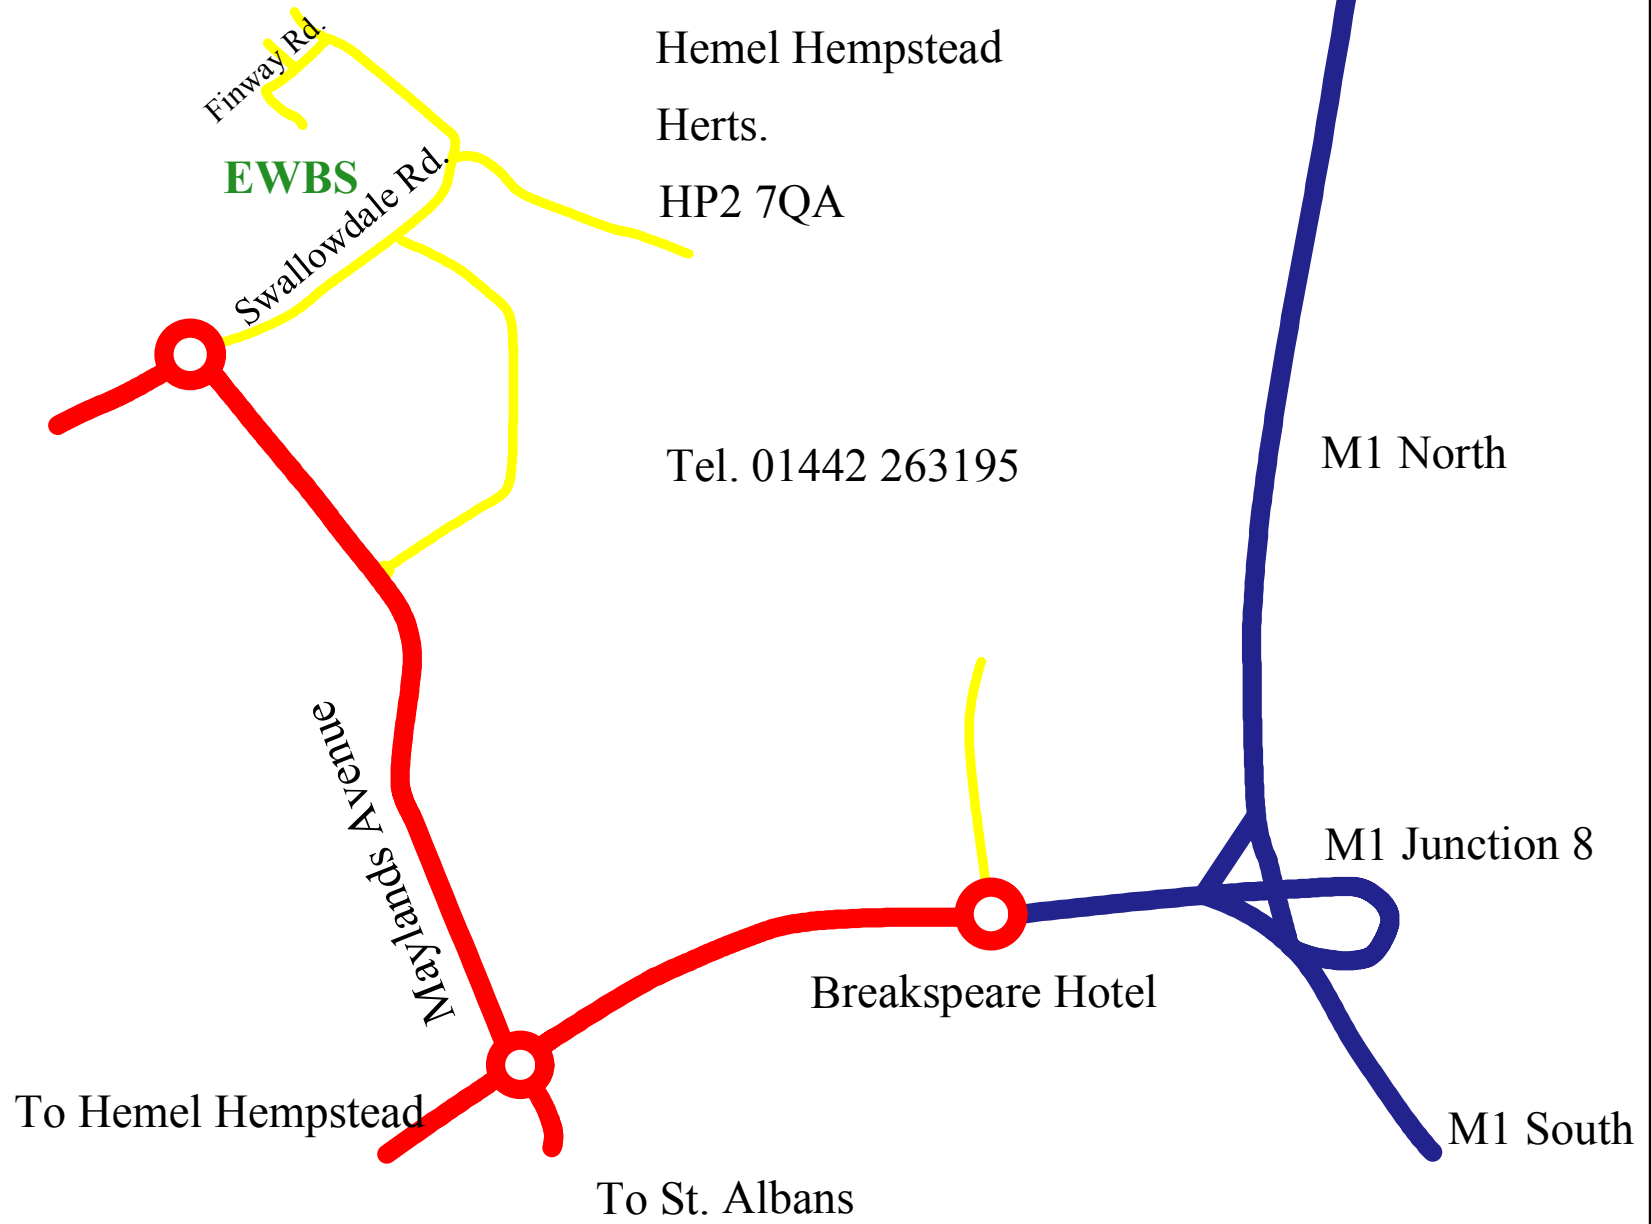 Finway Rd.
Hemel Hempstead
Herts.
EWBS
HP2 7QA
Swallowdale Rd.
Tel. 01442 263195
M1 North
Maylands Avenue
M1 Junction 8
Breakspeare Hotel
To Hemel Hempstead
M1 South
To St. Albans